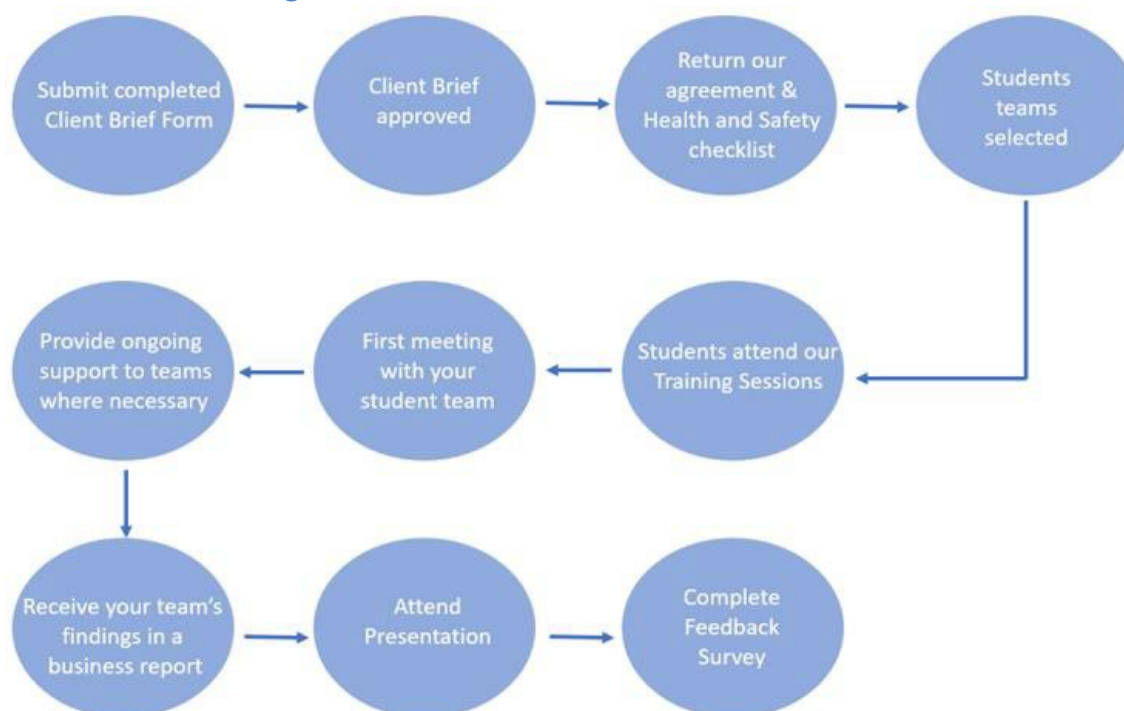 Submit completed
Client Brief Form
Client Brief
approved
Return our
agreement &
Health and Safety
checklist
Students
teams
selected
Students attend our
Training Sessions
First meeting
with your
student team
Provide ongoing
support to teams
where necessary
Receive your team's
findings in a
business report
Attend
Presentation
Complete
Feedback
Survey